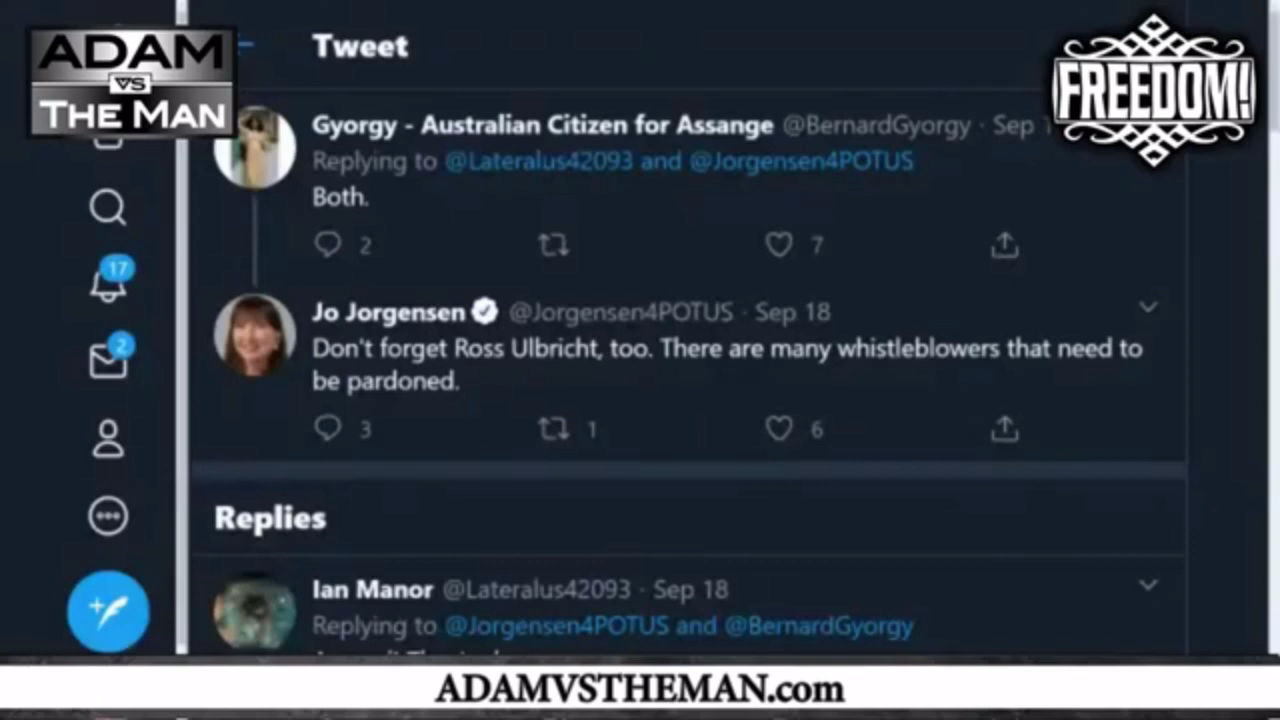 ADAM
VS
THE MAN
FREEDOM!
Tweet
Gyorgy - Australian Citizen for Assange @BernardGyorgy · Sep
Replying to @Lateralus42093 and @Jorgensen4POTUS
Both.
2 7
17
Jo Jorgensen @Jorgensen4POTUS · Sep 18
Don't forget Ross Ulbricht, too. There are many whistleblowers that need to
be pardoned.
2
3 1 6
Replies
Ian Manor @Lateralus42093 · Sep 18
Replying to @Jorgensen4POTUS and @BernardGyorgy
ADAMVSTHEMAN.com